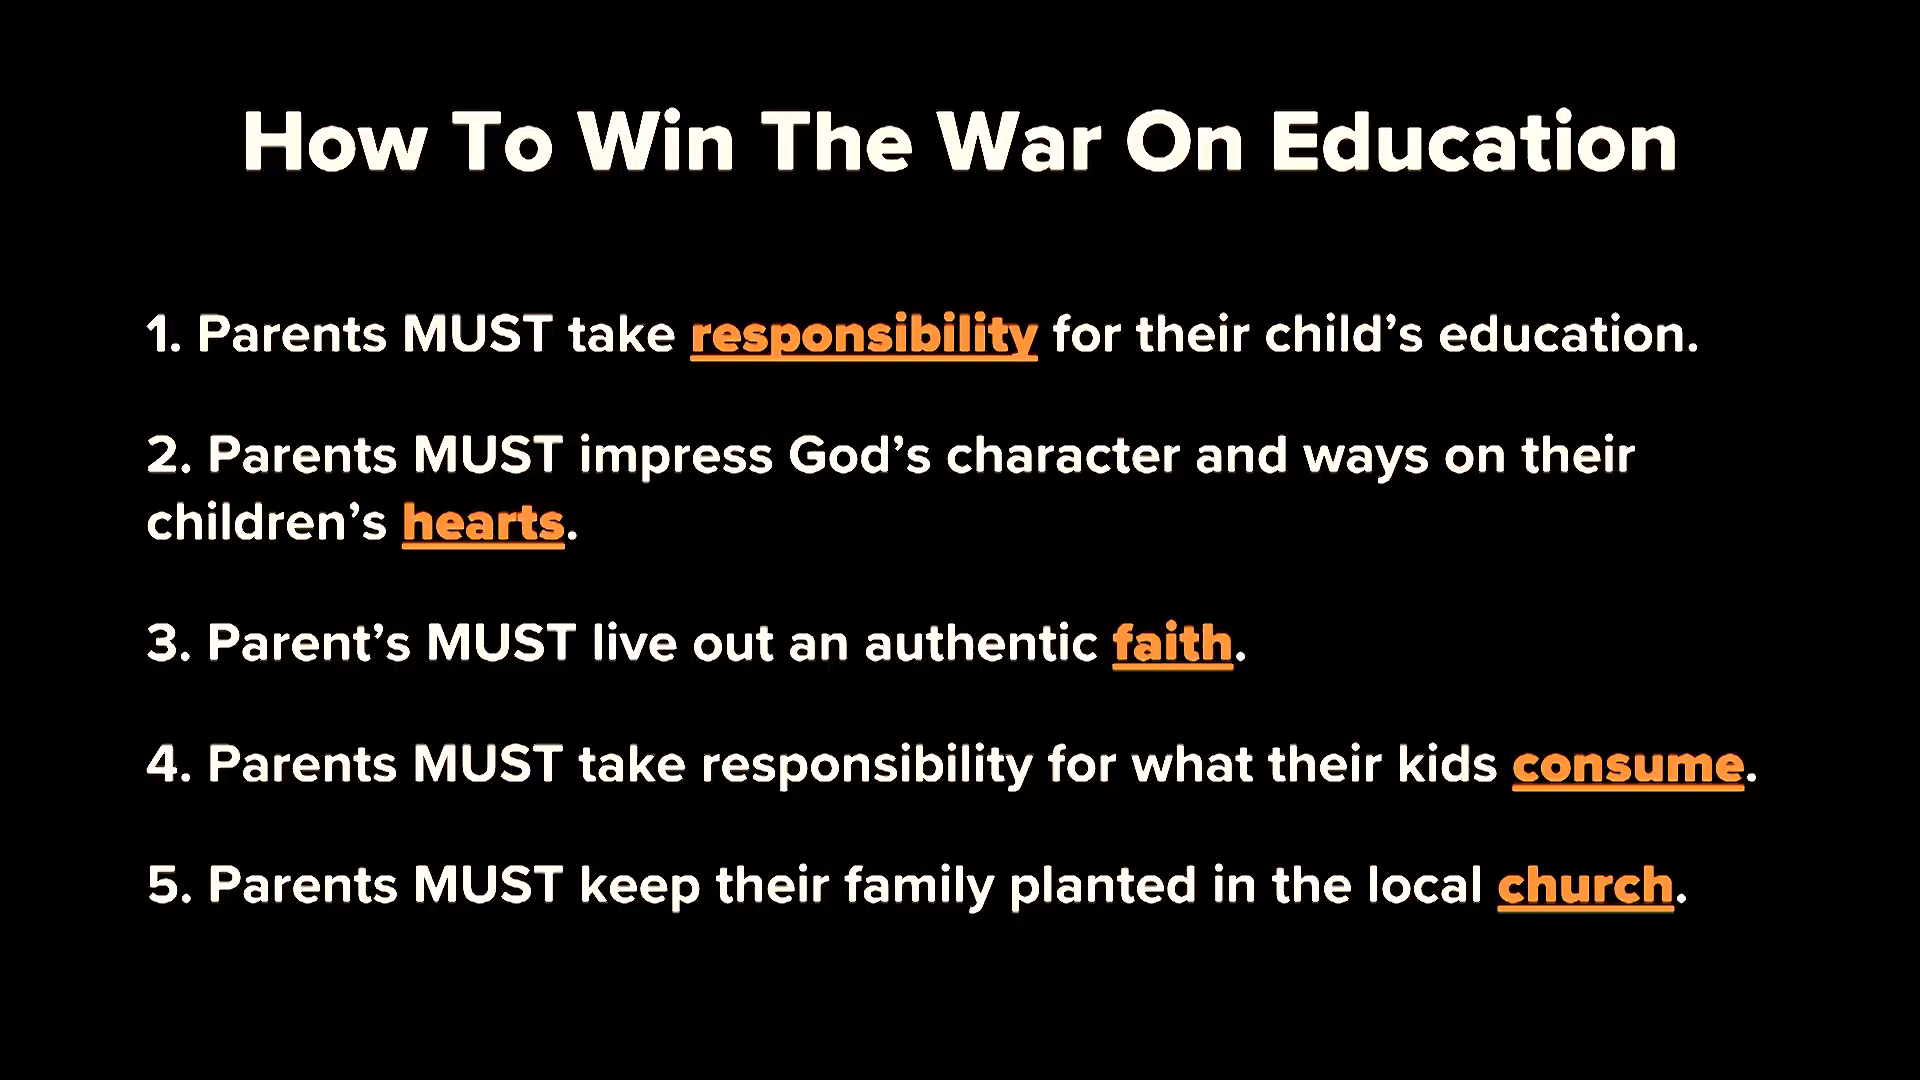 How To Win The War On Education
1. Parents MUST take responsibility for their child’s education.
2. Parents MUST impress God’s character and ways on their
children’s hearts.
3. Parent’s MUST live out an authentic faith.
4. Parents MUST take responsibility for what their kids consume.
5. Parents MUST keep their family planted in the local church.